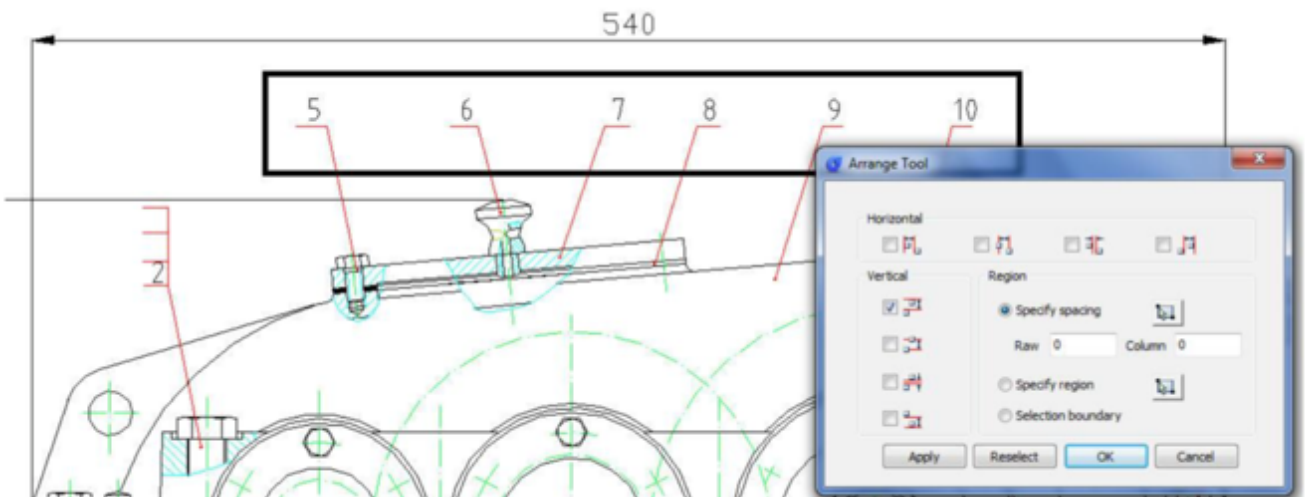 540
5 6 7 8 9 10
Arrange Tool
Horizontal
Vertical Region
Specify spacing
Raw 0 Column 0
Specify region
Selection boundary
2
Apply Reselect OK Cancel